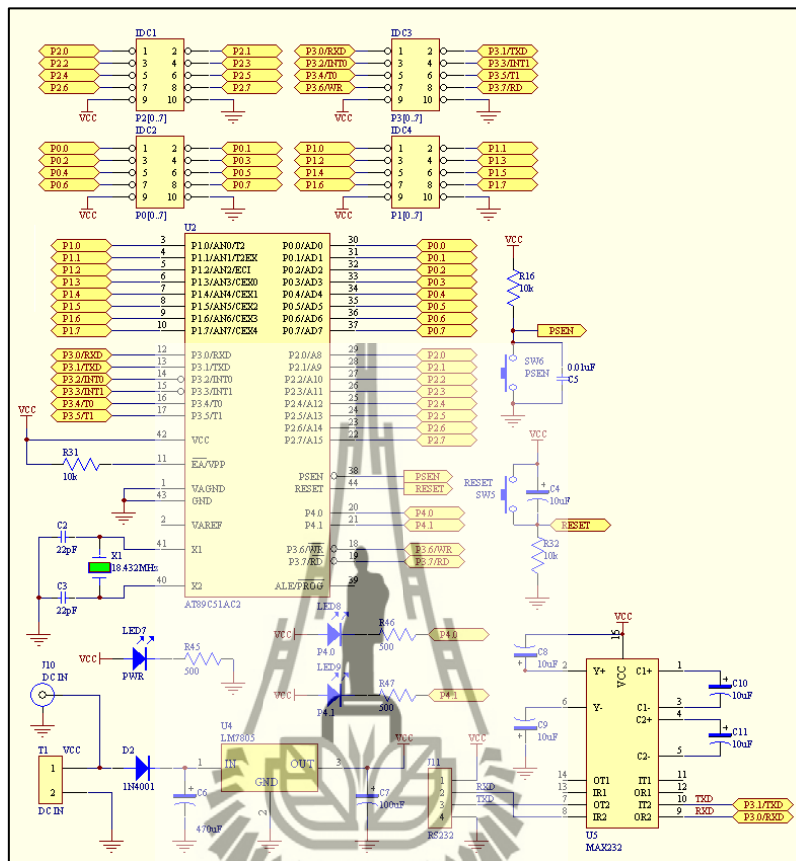 IDC1
P2.0 1 2 P2.1
P2.2 3 4 P2.3
P2.4 5 6 P2.5
P2.6 7 8 P2.7
9 10
VCC
P2[0..7]
IDC3
P3.0/RXD 1 2 P3.1/TXD
P3.2/INT0 3 4 P3.3/INT1
P3.4/T0 5 6 P3.5/T1
P3.6/WR 7 8 P3.7/RD
9 10
VCC
P3[0..7]
IDC2
P0.0 1 2 P0.1
P0.2 3 4 P0.3
P0.4 5 6 P0.5
P0.6 7 8 P0.7
9 10
VCC
P0[0..7]
IDC4
P1.0 1 2 P1.1
P1.2 3 4 P1.3
P1.4 5 6 P1.5
P1.6 7 8 P1.7
9 10
VCC
P1[0..7]
U2
P1.0 3 P1.0/AN0/T2 P0.0/AD0 30 P0.0
P1.1 4 P1.1/AN1/T2EX P0.1/AD1 31 P0.1
P1.2 5 P1.2/AN2/ECI P0.2/AD2 32 P0.2
P1.3 6 P1.3/AN3/CEX0 P0.3/AD3 33 P0.3
P1.4 7 P1.4/AN4/CEX1 P0.4/AD4 34 P0.4
P1.5 8 P1.5/AN5/CEX2 P0.5/AD5 35 P0.5
P1.6 9 P1.6/AN6/CEX3 P0.6/AD6 36 P0.6
P1.7 10 P1.7/AN7/CEX4 P0.7/AD7 37 P0.7
P3.0/RXD 12 P3.0/RXD P2.0/A8 29 P2.0
P3.1/TXD 13 P3.1/TXD P2.1/A9 28 P2.1
P3.2/INT0 14 P3.2/INT0 P2.2/A10 27 P2.2
P3.3/INT1 15 P3.3/INT1 P2.3/A11 26 P2.3
P3.4/T0 16 P3.4/T0 P2.4/A12 25 P2.4
P3.5/T1 17 P3.5/T1 P2.5/A13 24 P2.5
P2.6/A14 23 P2.6
P2.7/A15 22 P2.7
VCC
42 VCC
R31
10k
11 EA/VPP
PSEN 38 PSEN
RESET 44 RESET
1 VAGND
43 GND
2 VAREF
P4.0 20 P4.0
P4.1 21 P4.1
C2
22pF
41 X1
P3.6/WR 18 P3.6/WR
P3.7/RD 19 P3.7/RD
X1
18.432MHz
C3
22pF
40 X2
ALE/PROG 39
AT89C51AC2
VCC
R16
10k
PSEN
SW6
PSEN
0.01uF
C5
VCC
RESET
SW5
C4
10uF
RESET
R32
10k
VCC
LED7
PWR
R45
500
VCC
LED8
P4.0
R46
500
P4.0
VCC
LED9
P4.1
R47
500
P4.1
J10
DC IN
T1
VCC
1
2
DC IN
D2
1N4001
C6
470uF
U4
LM7805
1 IN OUT 3
GND
2
VCC
C7
100uF
J11
VCC
1
2 RXD
3 TXD
4
RS232
VCC
16
C8
10uF
C9
10uF
2 Y+ VCC C1+ 1
6 Y- C1- 3
C2+ 4
C2- 5
C10
10uF
C11
10uF
14 OT1 IT1 11
13 IR1 OR1 12
7 OT2 IT2 10 TXD P3.1/TXD
8 IR2 OR2 9 RXD P3.0/RXD
U5
MAX232